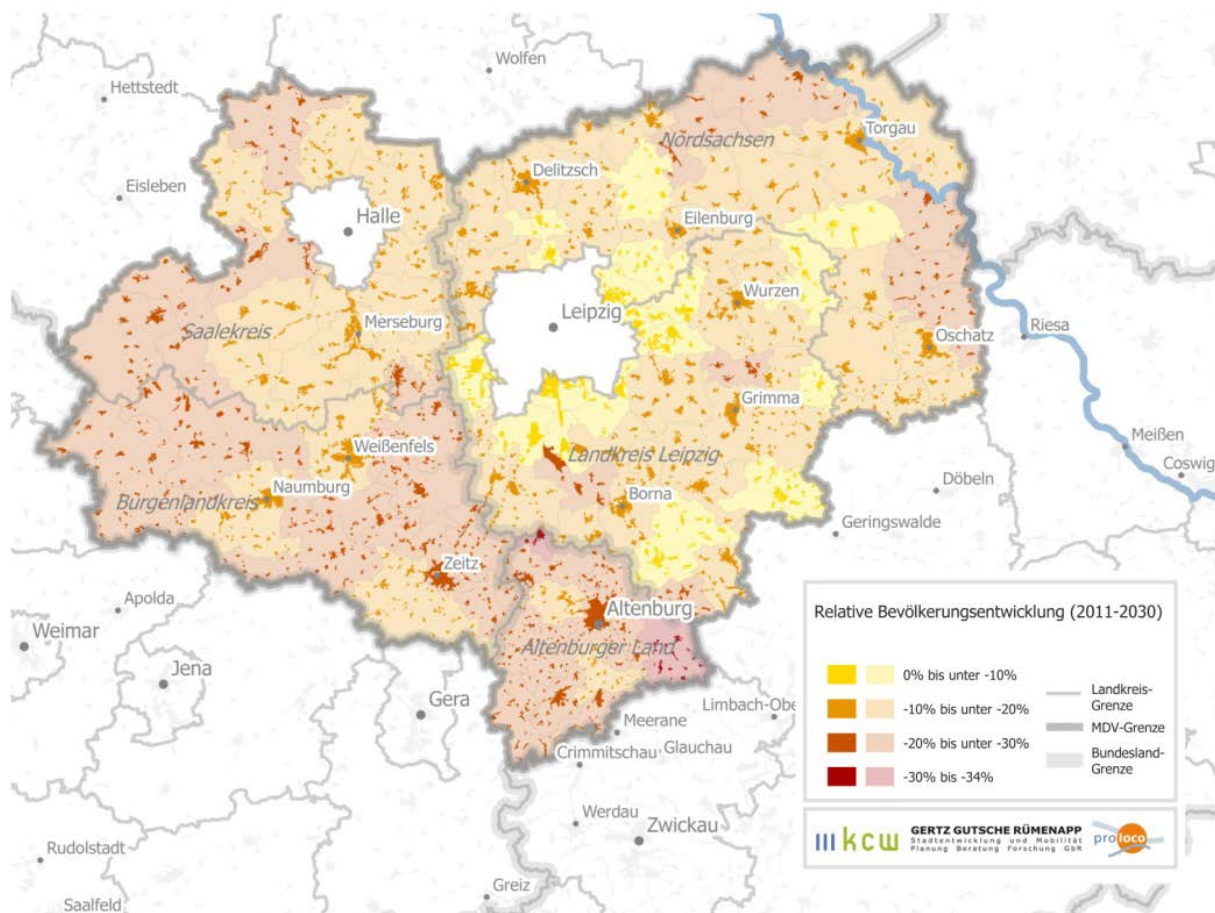 Wolfen
Hettstedt
Nordsachsen
Torgau
Delitzsch
Eisleben
Halle
Eilenburg
Wurzen
Leipzig
Merseburg
Saalekreis
Riesa
Oschatz
Grimma
Weißenfels
Landkreis Leipzig
Meißen
Coswig
Naumburg
Burgenlandkreis
Borna
Döbeln
Geringswalde
Zeitz
Altenburg
Apolda
Weimar
Altenburger Land
Jena
Gera
Limbach-Obe
Meerane
Crimmitschau
Glauchau
Werdau
Zwickau
Rudolstadt
Greiz
Saalfeld
Relative Bevölkerungsentwicklung (2011-2030)
0% bis unter -10%
-10% bis unter -20%
-20% bis unter -30%
-30% bis -34%
Landkreis-
Grenze
MDV-Grenze
Bundesland-
Grenze
kcw
GERTZ GUTSCHE RÜMENAPP
Stadtentwicklung und Mobilität
Planung Beratung Forschung GbR
proloco